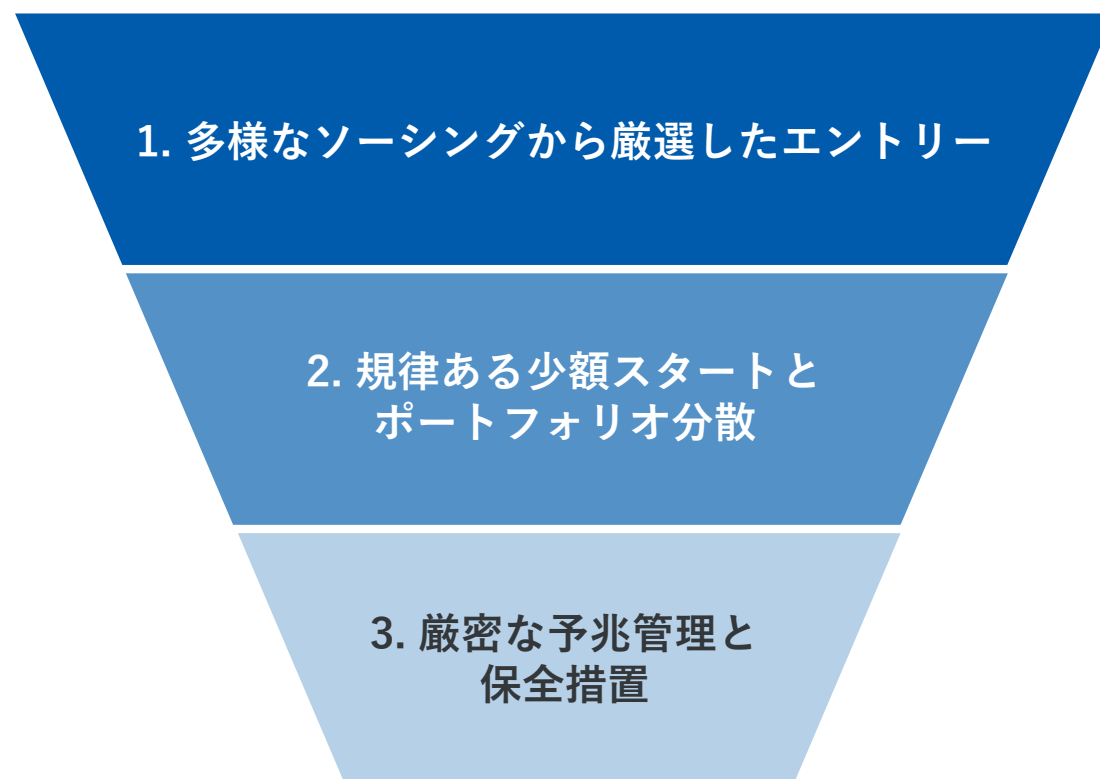 1. 多様なソーシングから厳選したエントリー
2. 規律ある少額スタートと
ポートフォリオ分散
3. 厳密な予兆管理と
保全措置